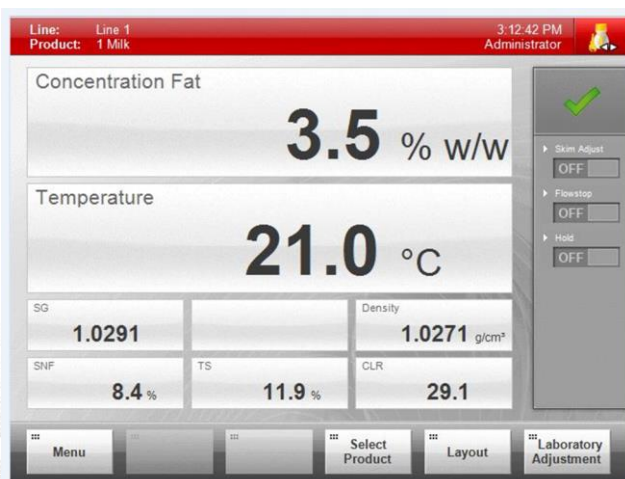 Line: Line 1 3:12:42 PM
Product: 1 Milk Administrator
Concentration Fat
3.5 % w/w
Temperature
21.0 °C
Skim Adjust
OFF
Flowstop
OFF
Hold
OFF
SG
1.0291
Density
1.0271 g/cm³
SNF
8.4 %
TS
11.9 %
CLR
29.1
Menu
Select
Product
Layout
Laboratory
Adjustment